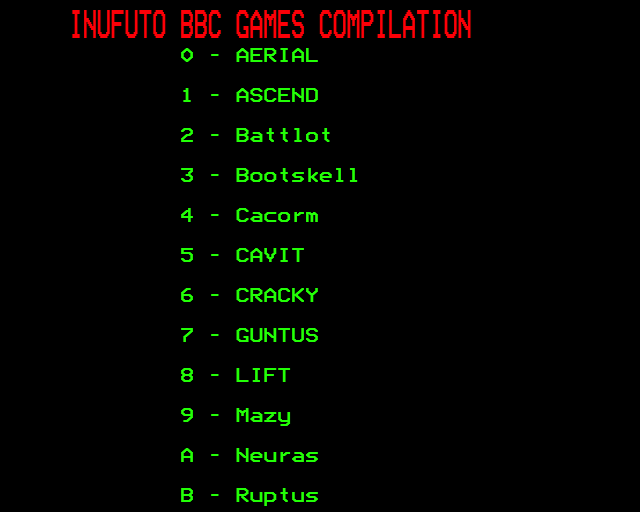 INUFUTO BBC GAMES COMPILATION
0 - AERIAL
1 - ASCEND
2 - Battlot
3 - Bootskell
4 - Cacorm
5 - CAVIT
6 - CRACKY
7 - GUNTUS
8 - LIFT
9 - Mazy
A - Neuras
B - Ruptus